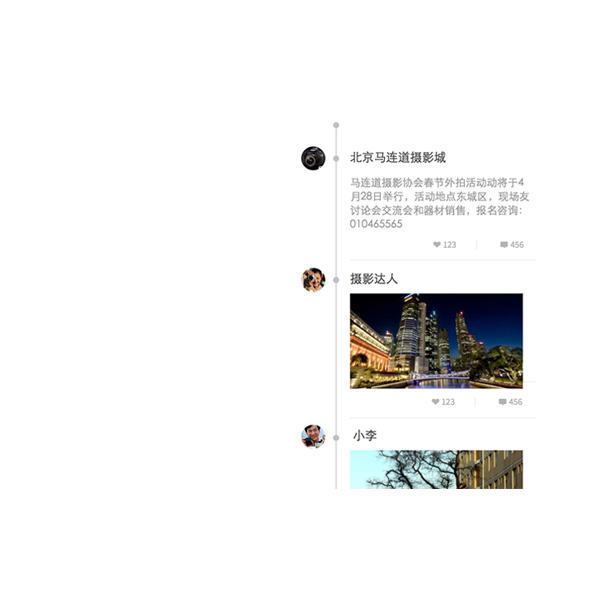 北京马连道摄影城
马连道摄影协会春节外拍活动动将于4
月28日举行，活动地点东城区，现场友
讨论会交流会和器材销售，报名咨询：
010465565
123 456
摄影达人
123 456
小李